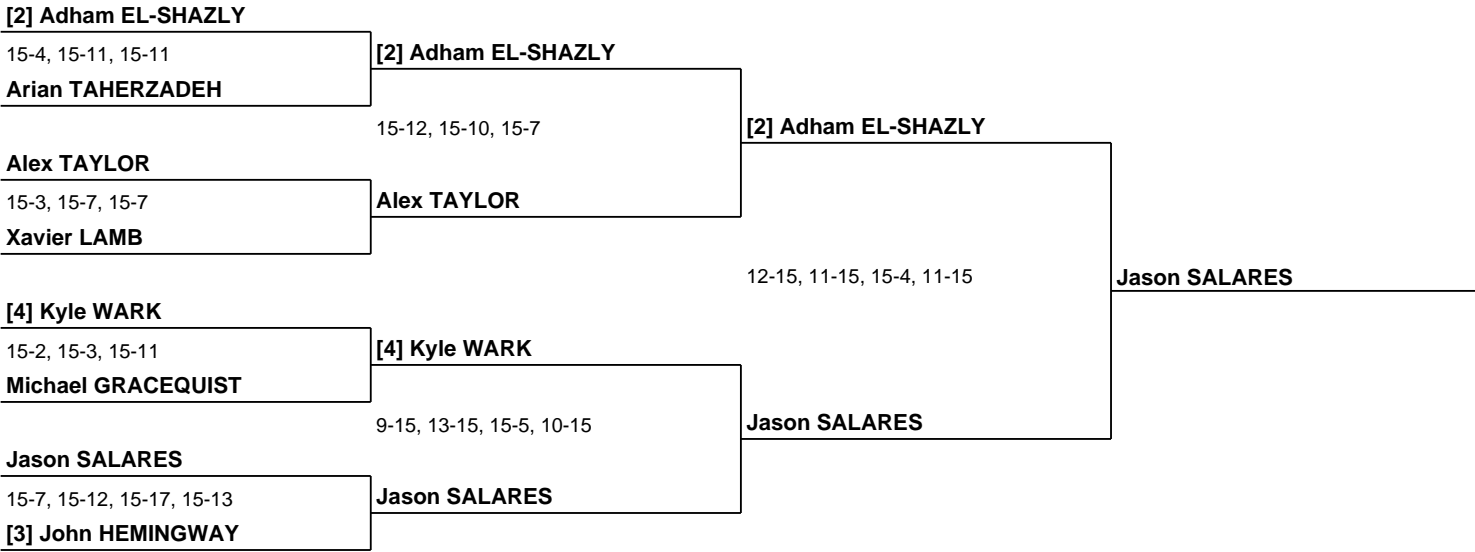 [2] Adham EL-SHAZLY
15-4, 15-11, 15-11
[2] Adham EL-SHAZLY
Arian TAHERZADEH
15-12, 15-10, 15-7
[2] Adham EL-SHAZLY
Alex TAYLOR
15-3, 15-7, 15-7
Alex TAYLOR
Xavier LAMB
12-15, 11-15, 15-4, 11-15
Jason SALARES
[4] Kyle WARK
15-2, 15-3, 15-11
[4] Kyle WARK
Michael GRACEQUIST
9-15, 13-15, 15-5, 10-15
Jason SALARES
Jason SALARES
15-7, 15-12, 15-17, 15-13
Jason SALARES
[3] John HEMINGWAY